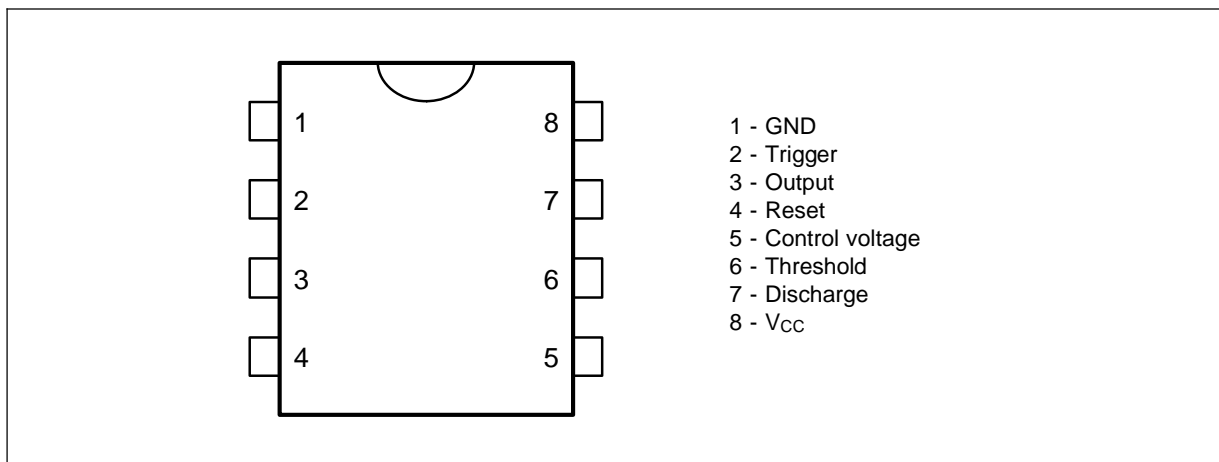 1 8
2 7
3 6
4 5
1 - GND
2 - Trigger
3 - Output
4 - Reset
5 - Control voltage
6 - Threshold
7 - Discharge
8 - VCC